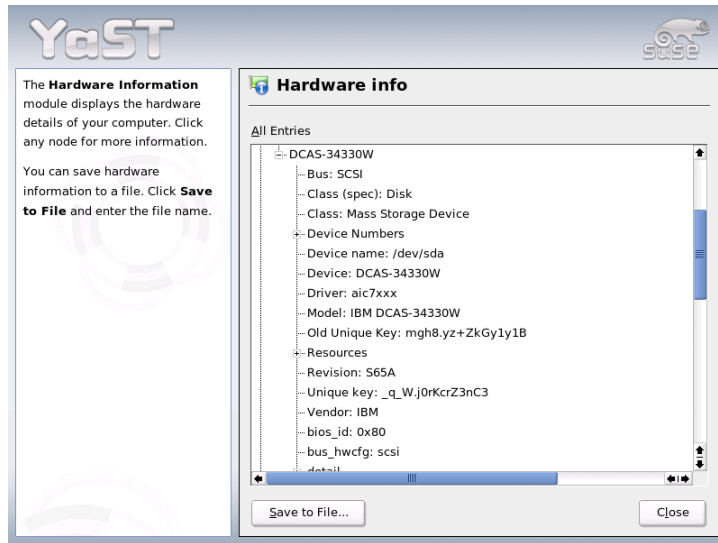 YaST
SUSE
The Hardware Information
module displays the hardware
details of your computer. Click
any node for more information.
You can save hardware
information to a file. Click Save
to File and enter the file name.
Hardware info
All Entries
DCAS-34330W
Bus: SCSI
Class (spec): Disk
Class: Mass Storage Device
Device Numbers
Device name: /dev/sda
Device: DCAS-34330W
Driver: aic7xxx
Model: IBM DCAS-34330W
Old Unique Key: mgh8.yz+ZkGy1y1B
Resources
Revision: S65A
Unique key: _q_W.j0rKcrZ3nC3
Vendor: IBM
bios_id: 0x80
bus_hwcfg: scsi
detail
Save to File...
Close